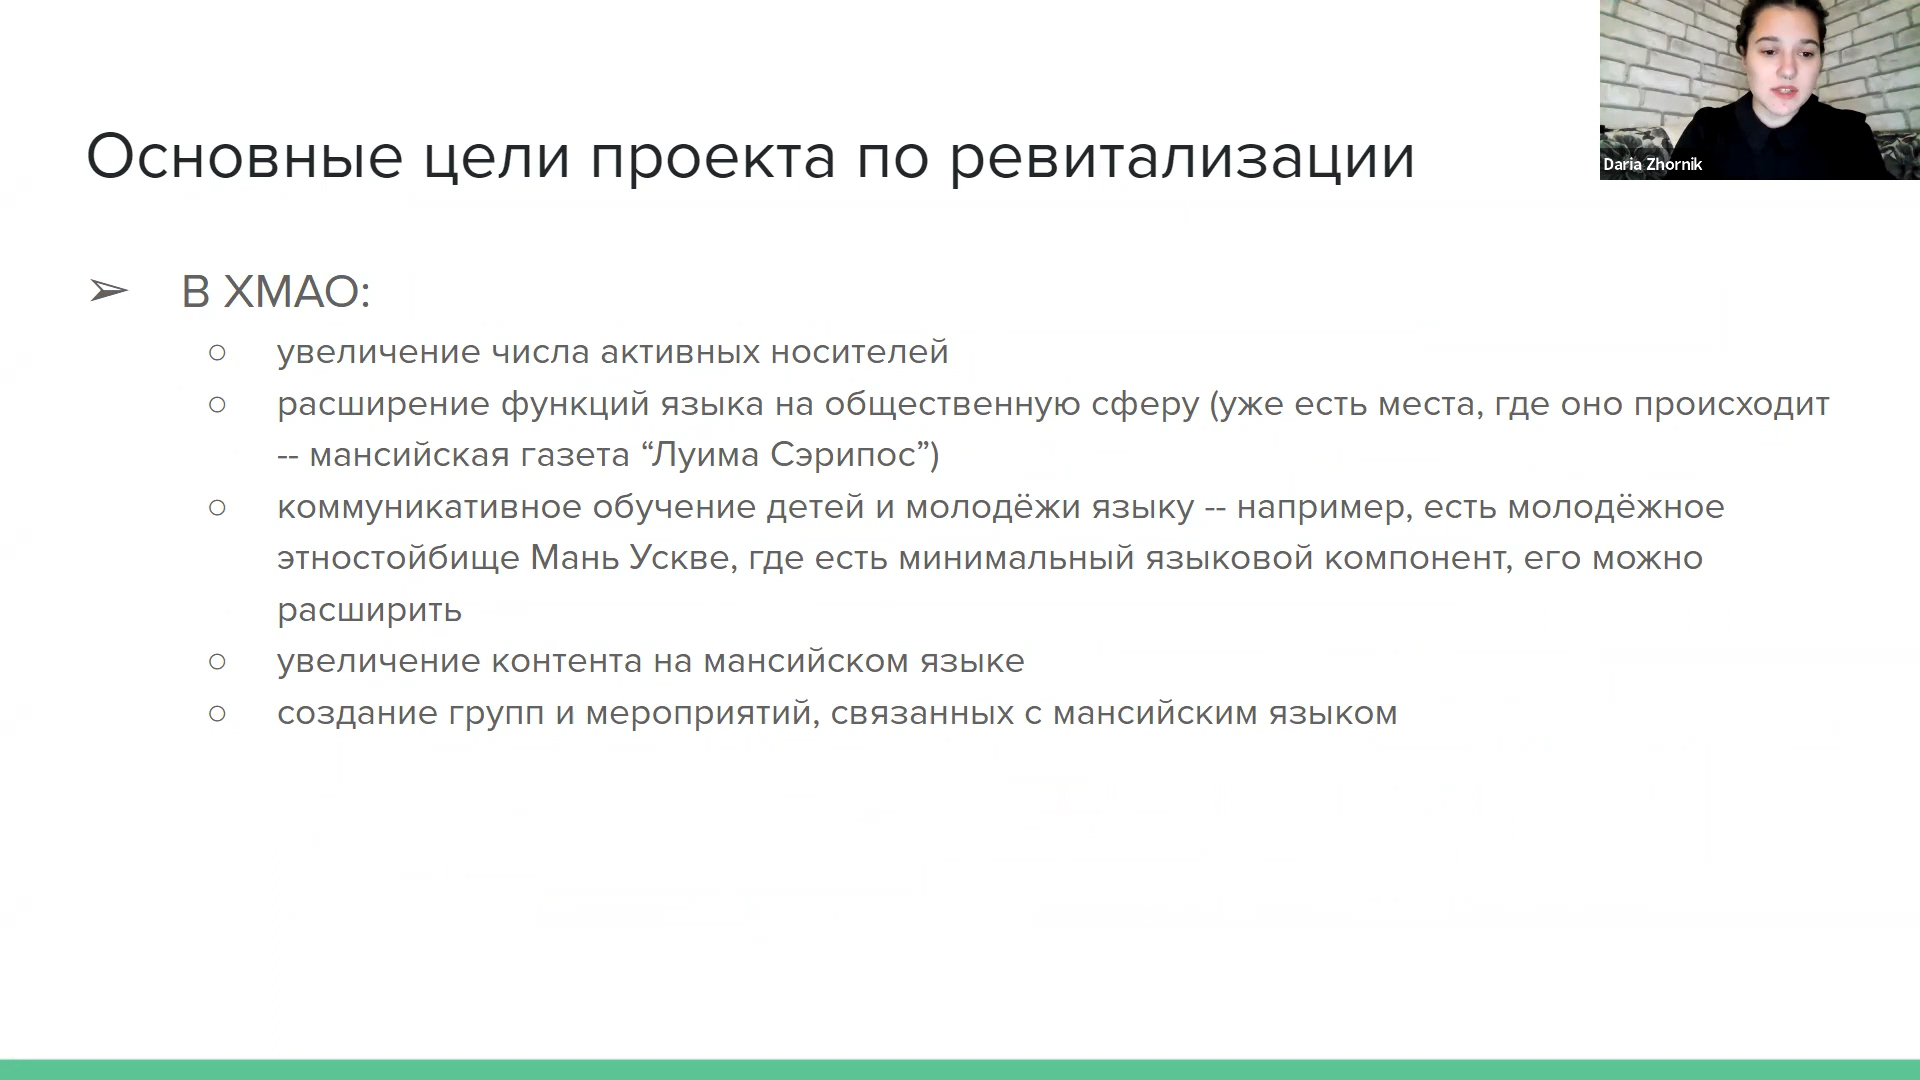 Основные цели проекта по ревитализации
Daria Zhornik
➢ В ХМАО:
○ увеличение числа активных носителей
○ расширение функций языка на общественную сферу (уже есть места, где оно происходит
-- мансийская газета “Луима Сэрипос”)
○ коммуникативное обучение детей и молодёжи языку -- например, есть молодёжное
этностойбище Мань Ускве, где есть минимальный языковой компонент, его можно
расширить
○ увеличение контента на мансийском языке
○ создание групп и мероприятий, связанных с мансийским языком